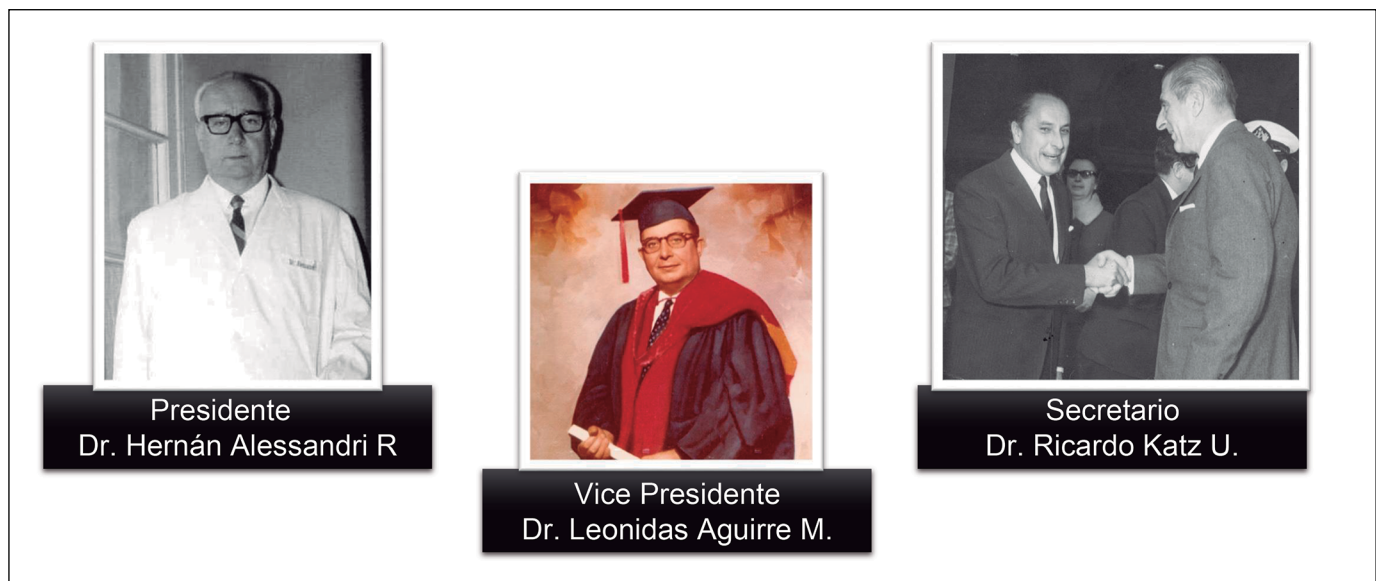 Presidente
Dr. Hernán Alessandri R
Vice Presidente
Dr. Leonidas Aguirre M.
Secretario
Dr. Ricardo Katz U.